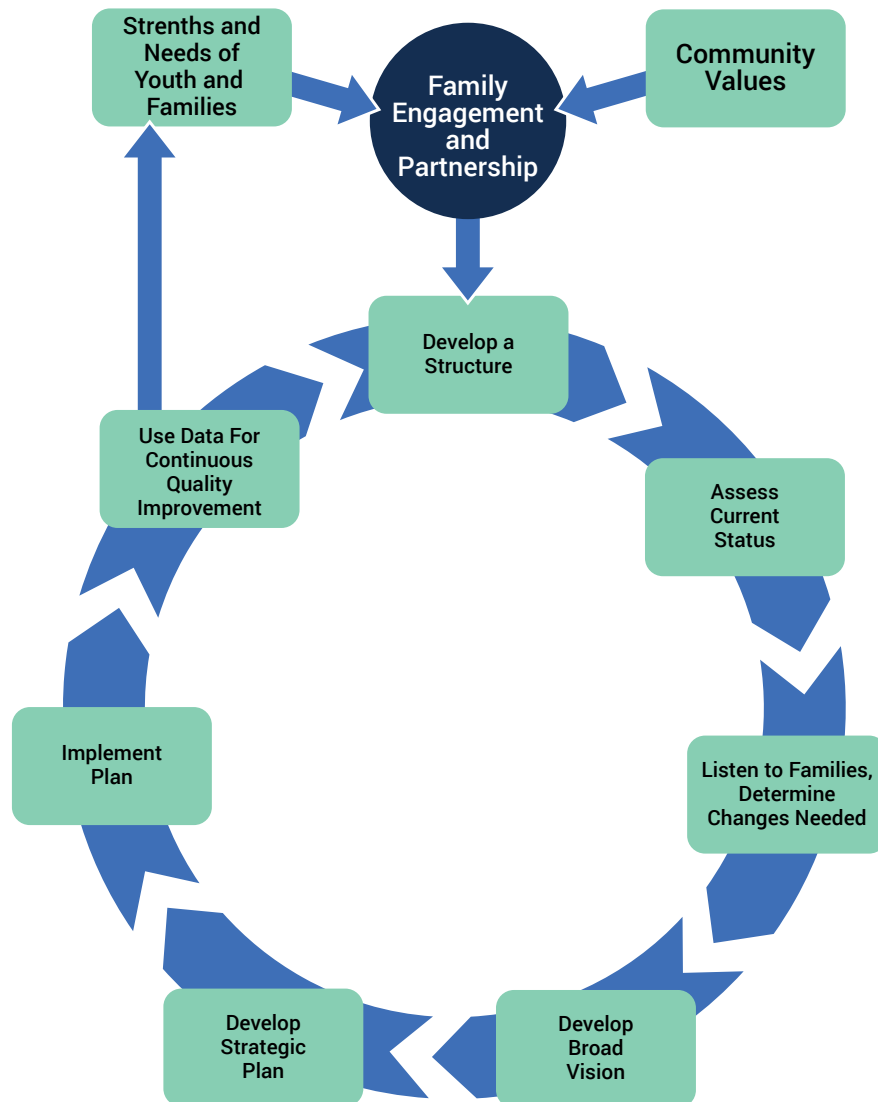 Strenths and
Needs of
Youth and
Families
Family
Engagement
and
Partnership
Community
Values
Develop a
Structure
Assess
Current
Status
Listen to Families,
Determine
Changes Needed
Develop
Broad
Vision
Develop
Strategic
Plan
Implement
Plan
Use Data For
Continuous
Quality
Improvement